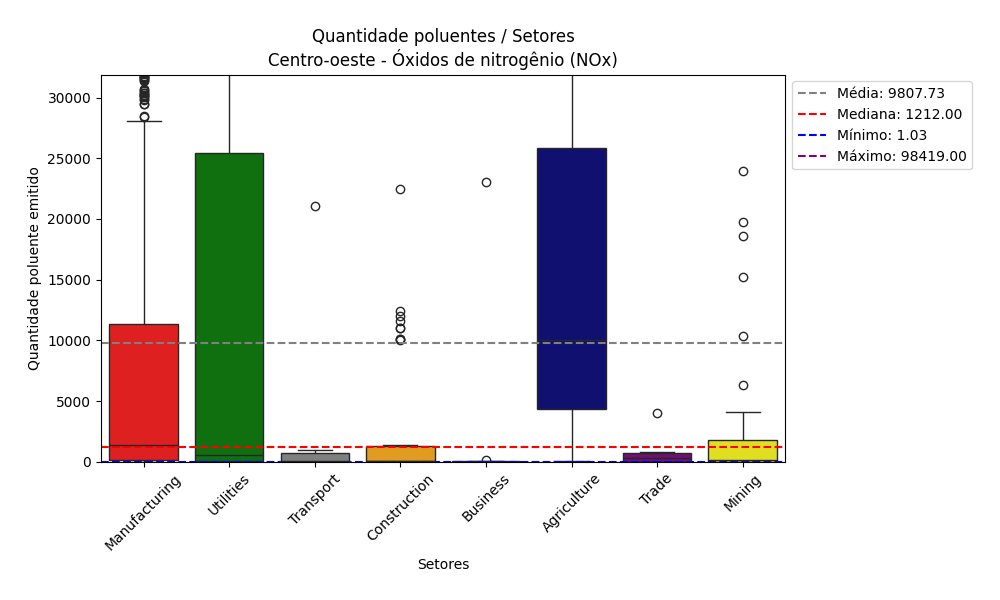 Quantidade poluentes / Setores
Centro-oeste - Óxidos de nitrogênio (NOx)
Quantidade poluente emitido
30000
25000
20000
15000
10000
5000
0
Manufacturing
Utilities
Transport
Construction
Business
Agriculture
Trade
Mining
Setores
Média: 9807.73
Mediana: 1212.00
Mínimo: 1.03
Máximo: 98419.00